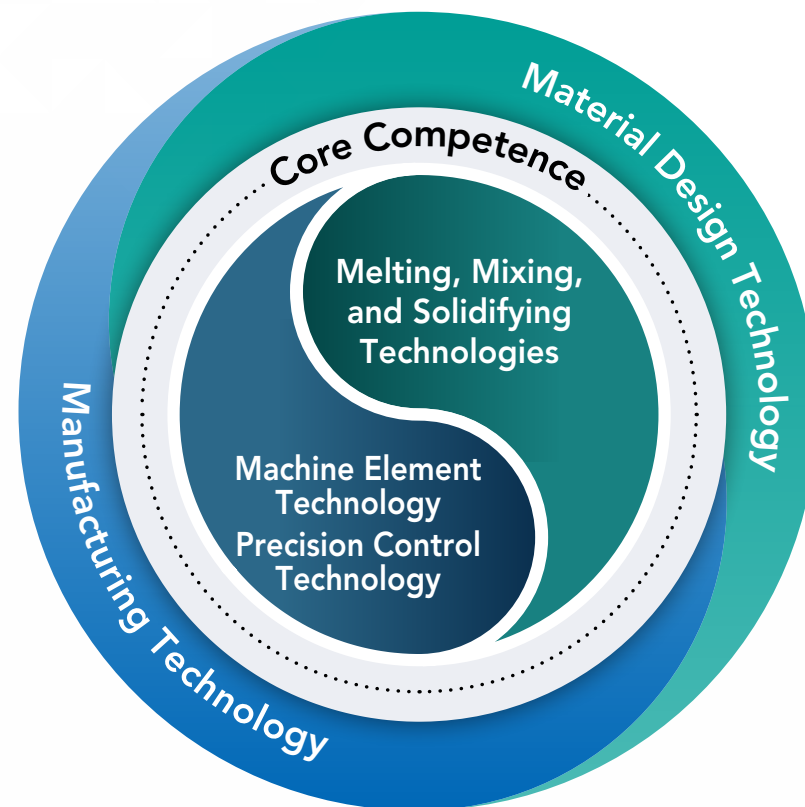 Material Design Technology
Core Competence
Melting, Mixing,
and Solidifying
Technologies
Machine Element
Technology
Precision Control
Technology
Manufacturing Technology